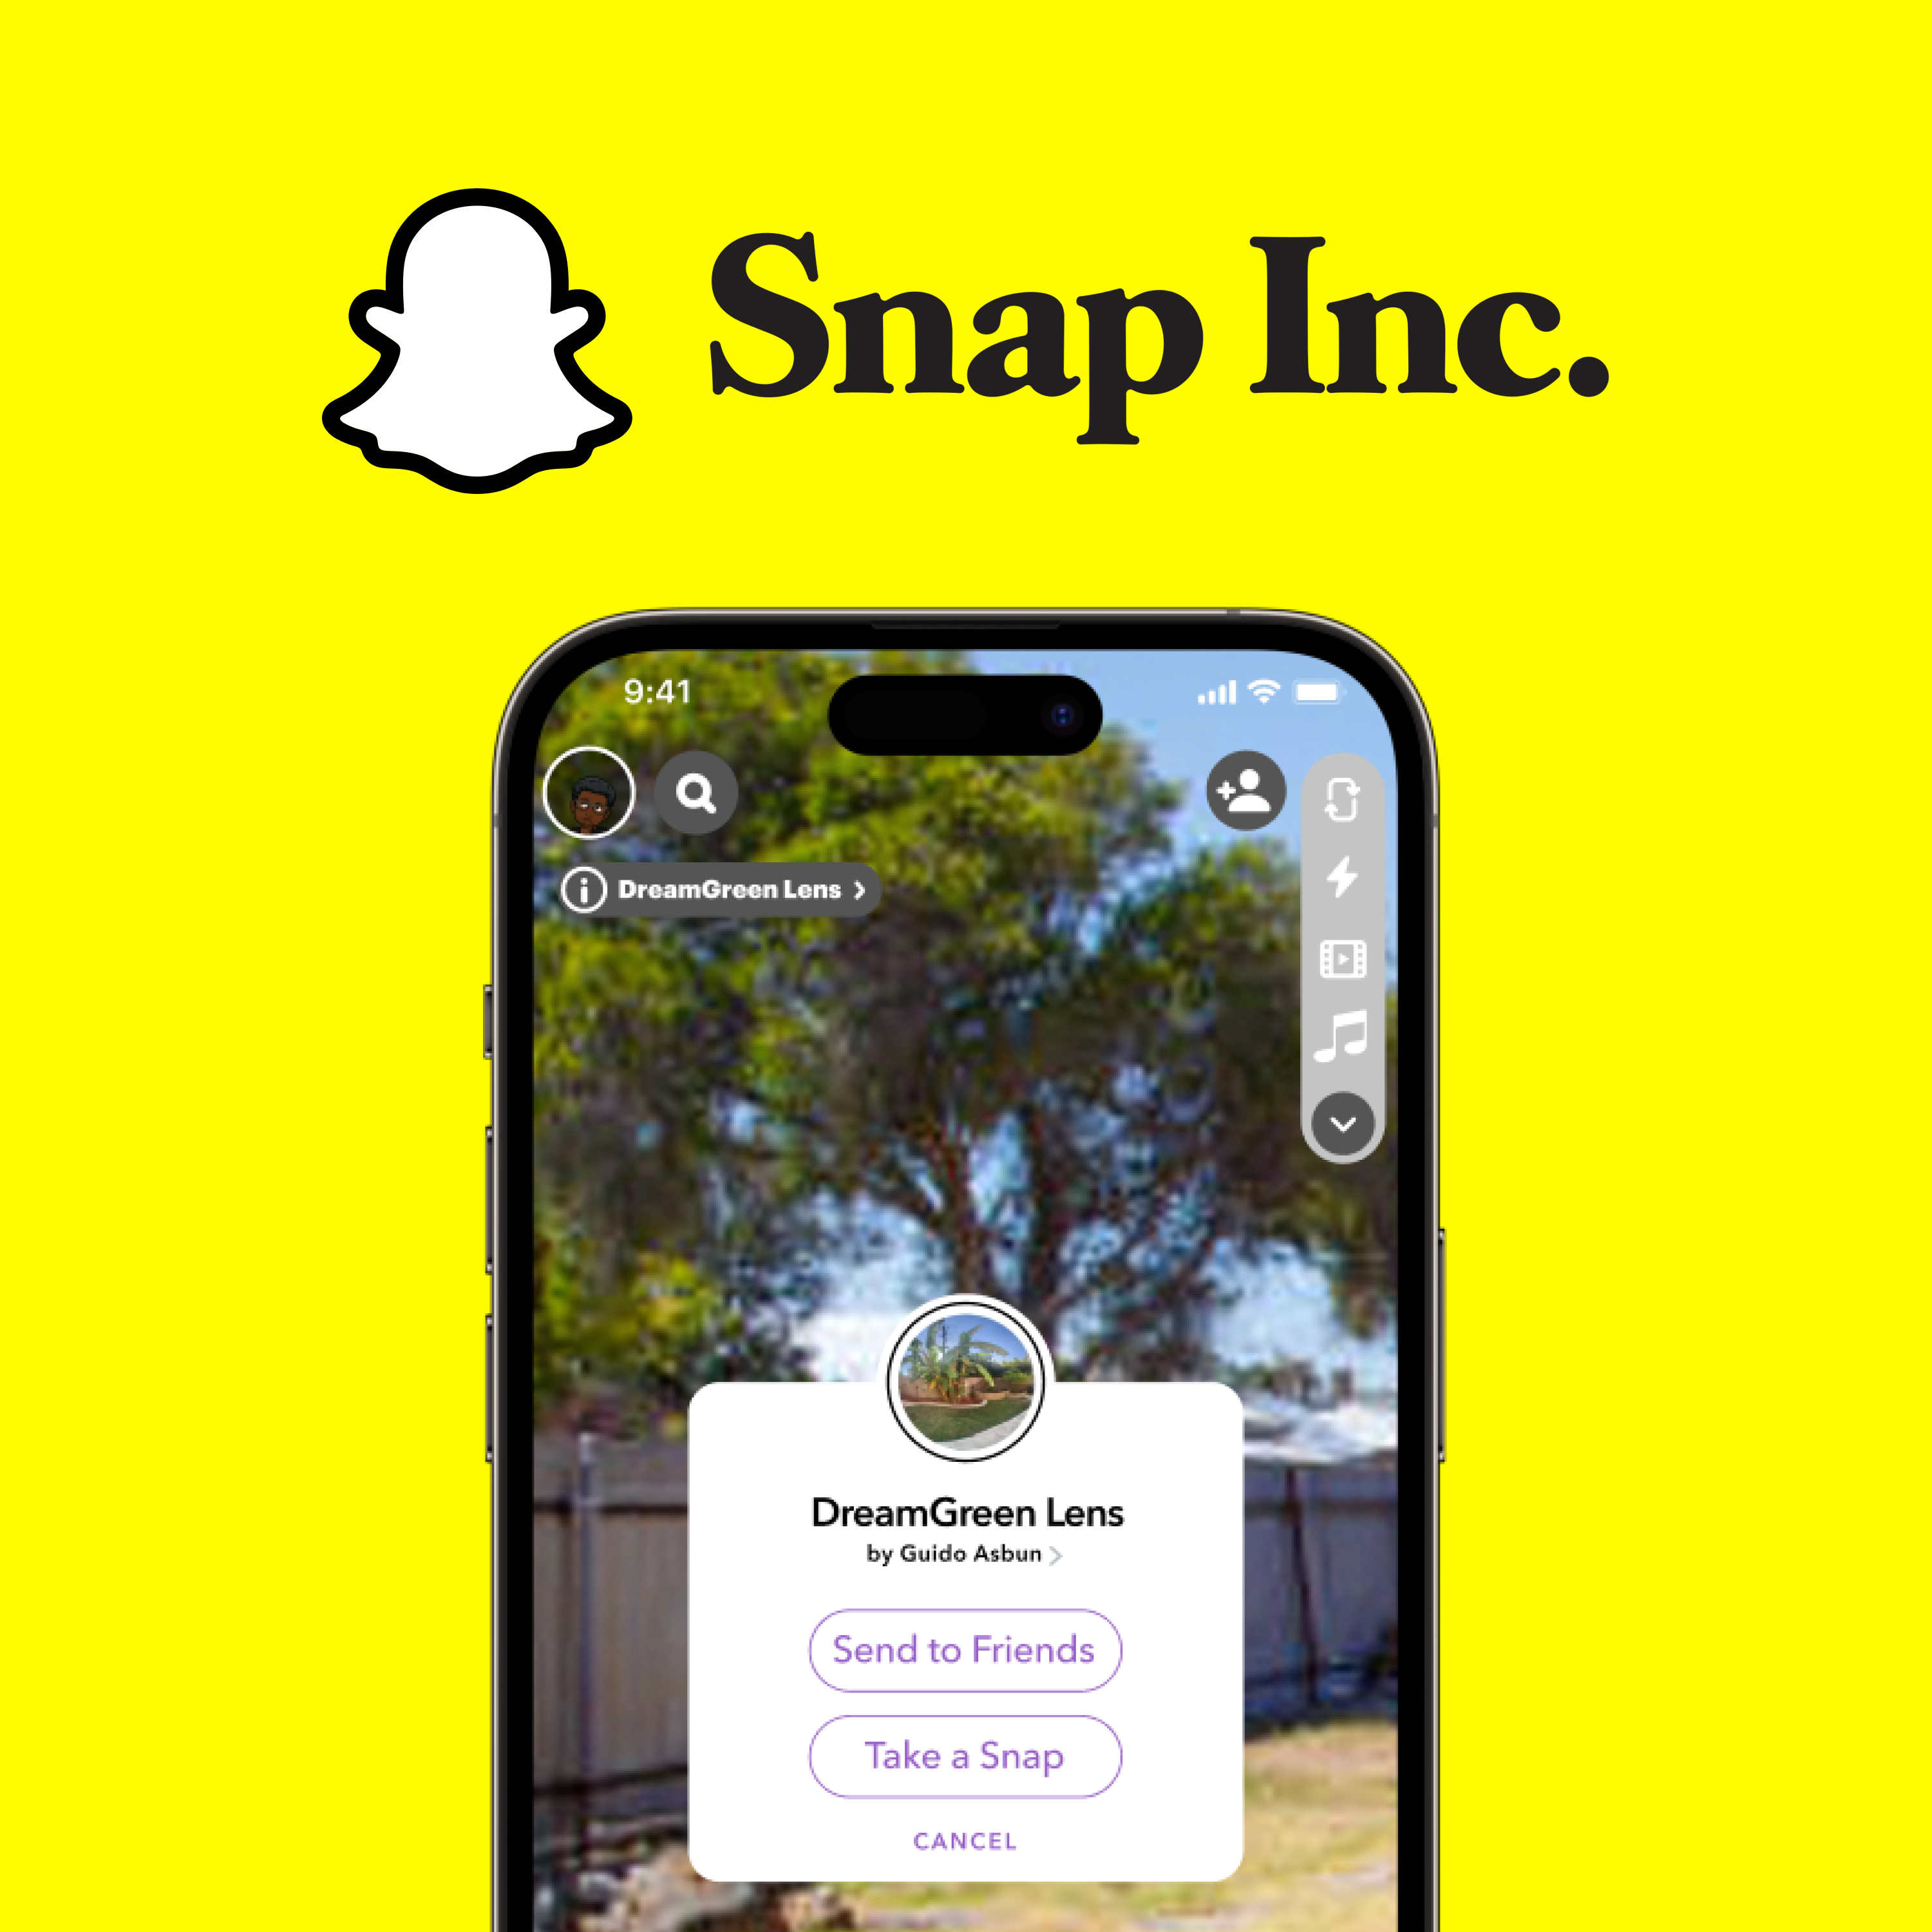 Snap Inc.
9:41
DreamGreen Lens
DreamGreen Lens
by Guido Asbun
Send to Friends
Take a Snap
CANCEL